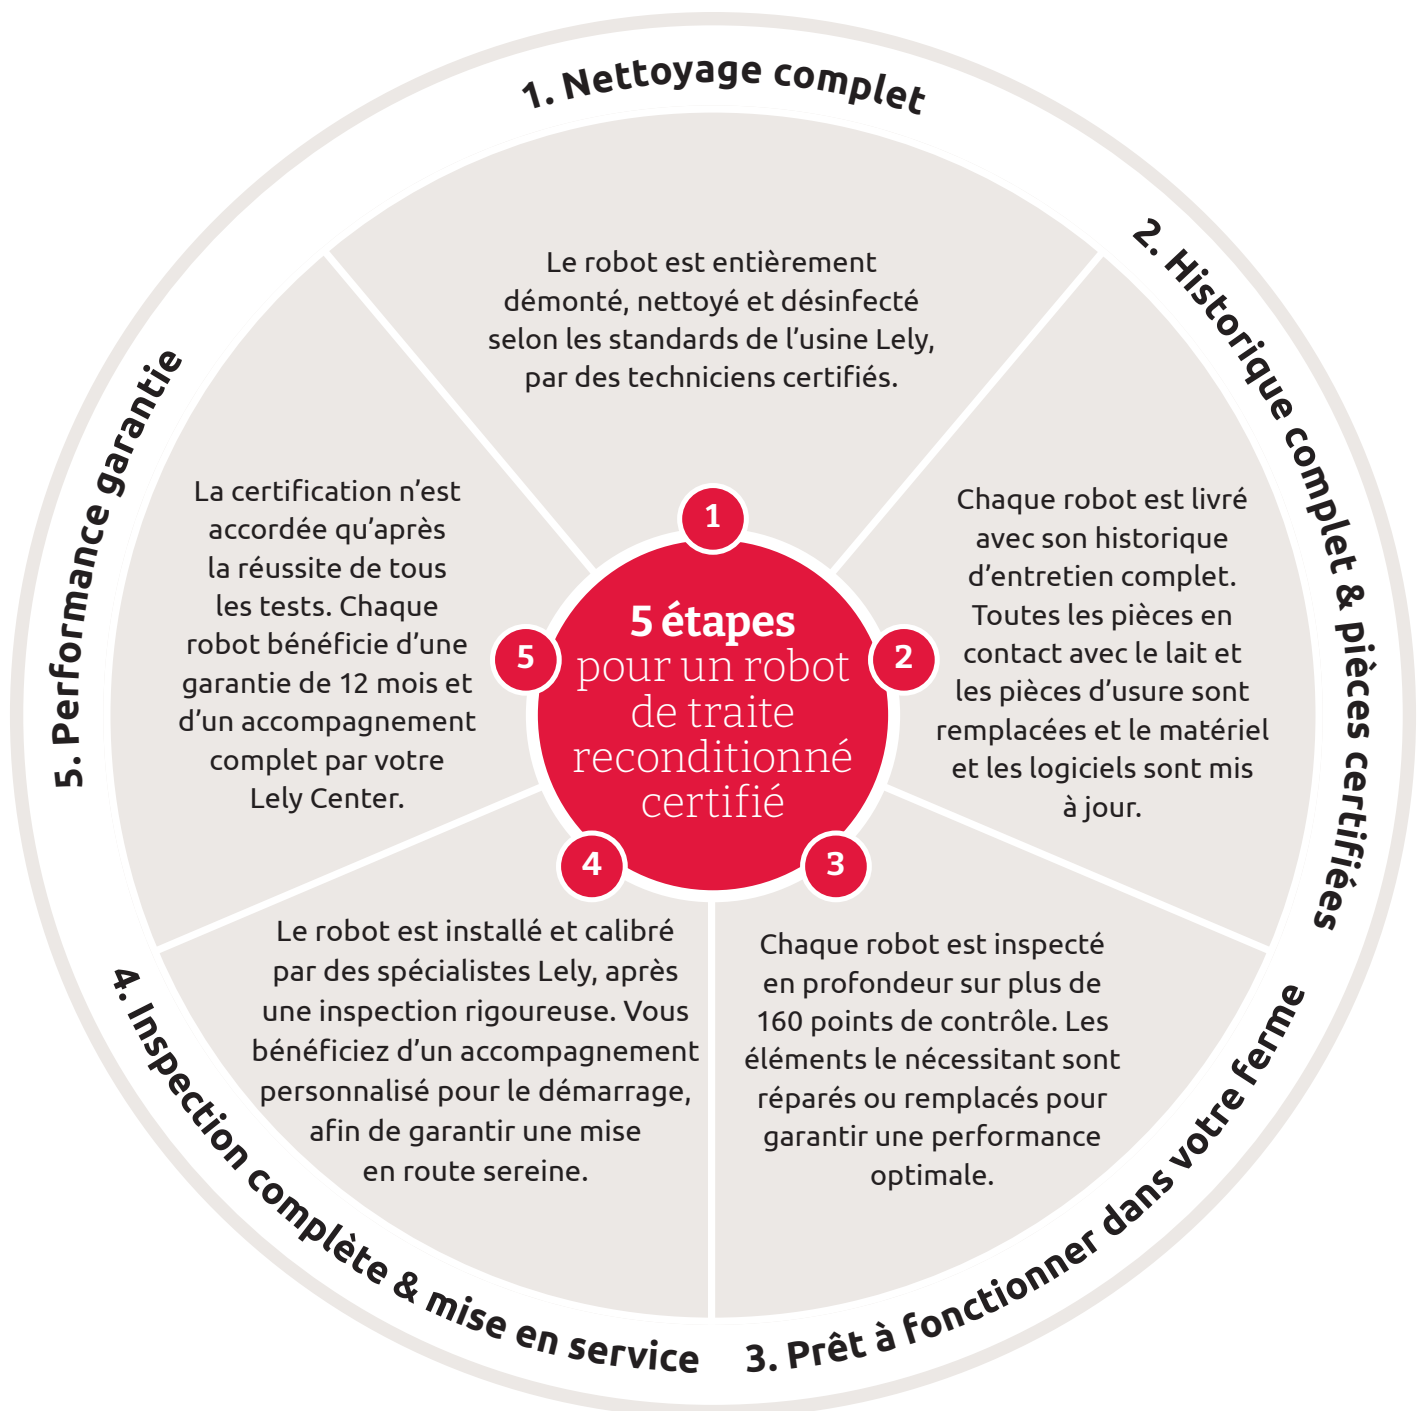 1. Nettoyage complet
Le robot est entièrement
démonté, nettoyé et désinfecté
selon les standards de l’usine Lely,
par des techniciens certifiés.
2. Historique complet & pièces certifiées
Chaque robot est livré
avec son historique
d’entretien complet.
Toutes les pièces en
contact avec le lait et
les pièces d’usure sont
remplacées et le matériel
et les logiciels sont mis
à jour.
3. Prêt à fonctionner dans votre ferme
Chaque robot est inspecté
en profondeur sur plus de
160 points de contrôle. Les
éléments le nécessitant sont
réparés ou remplacés pour
garantir une performance
optimale.
4. Inspection complète & mise en service
Le robot est installé et calibré
par des spécialistes Lely, après
une inspection rigoureuse. Vous
bénéficiez d’un accompagnement
personnalisé pour le démarrage,
afin de garantir une mise
en route sereine.
5. Performance garantie
La certification n’est
accordée qu’après
la réussite de tous
les tests. Chaque
robot bénéficie d’une
garantie de 12 mois et
d’un accompagnement
complet par votre
Lely Center.
5 étapes
pour un robot
de traite
reconditionné
certifié
1
2
3
4
5